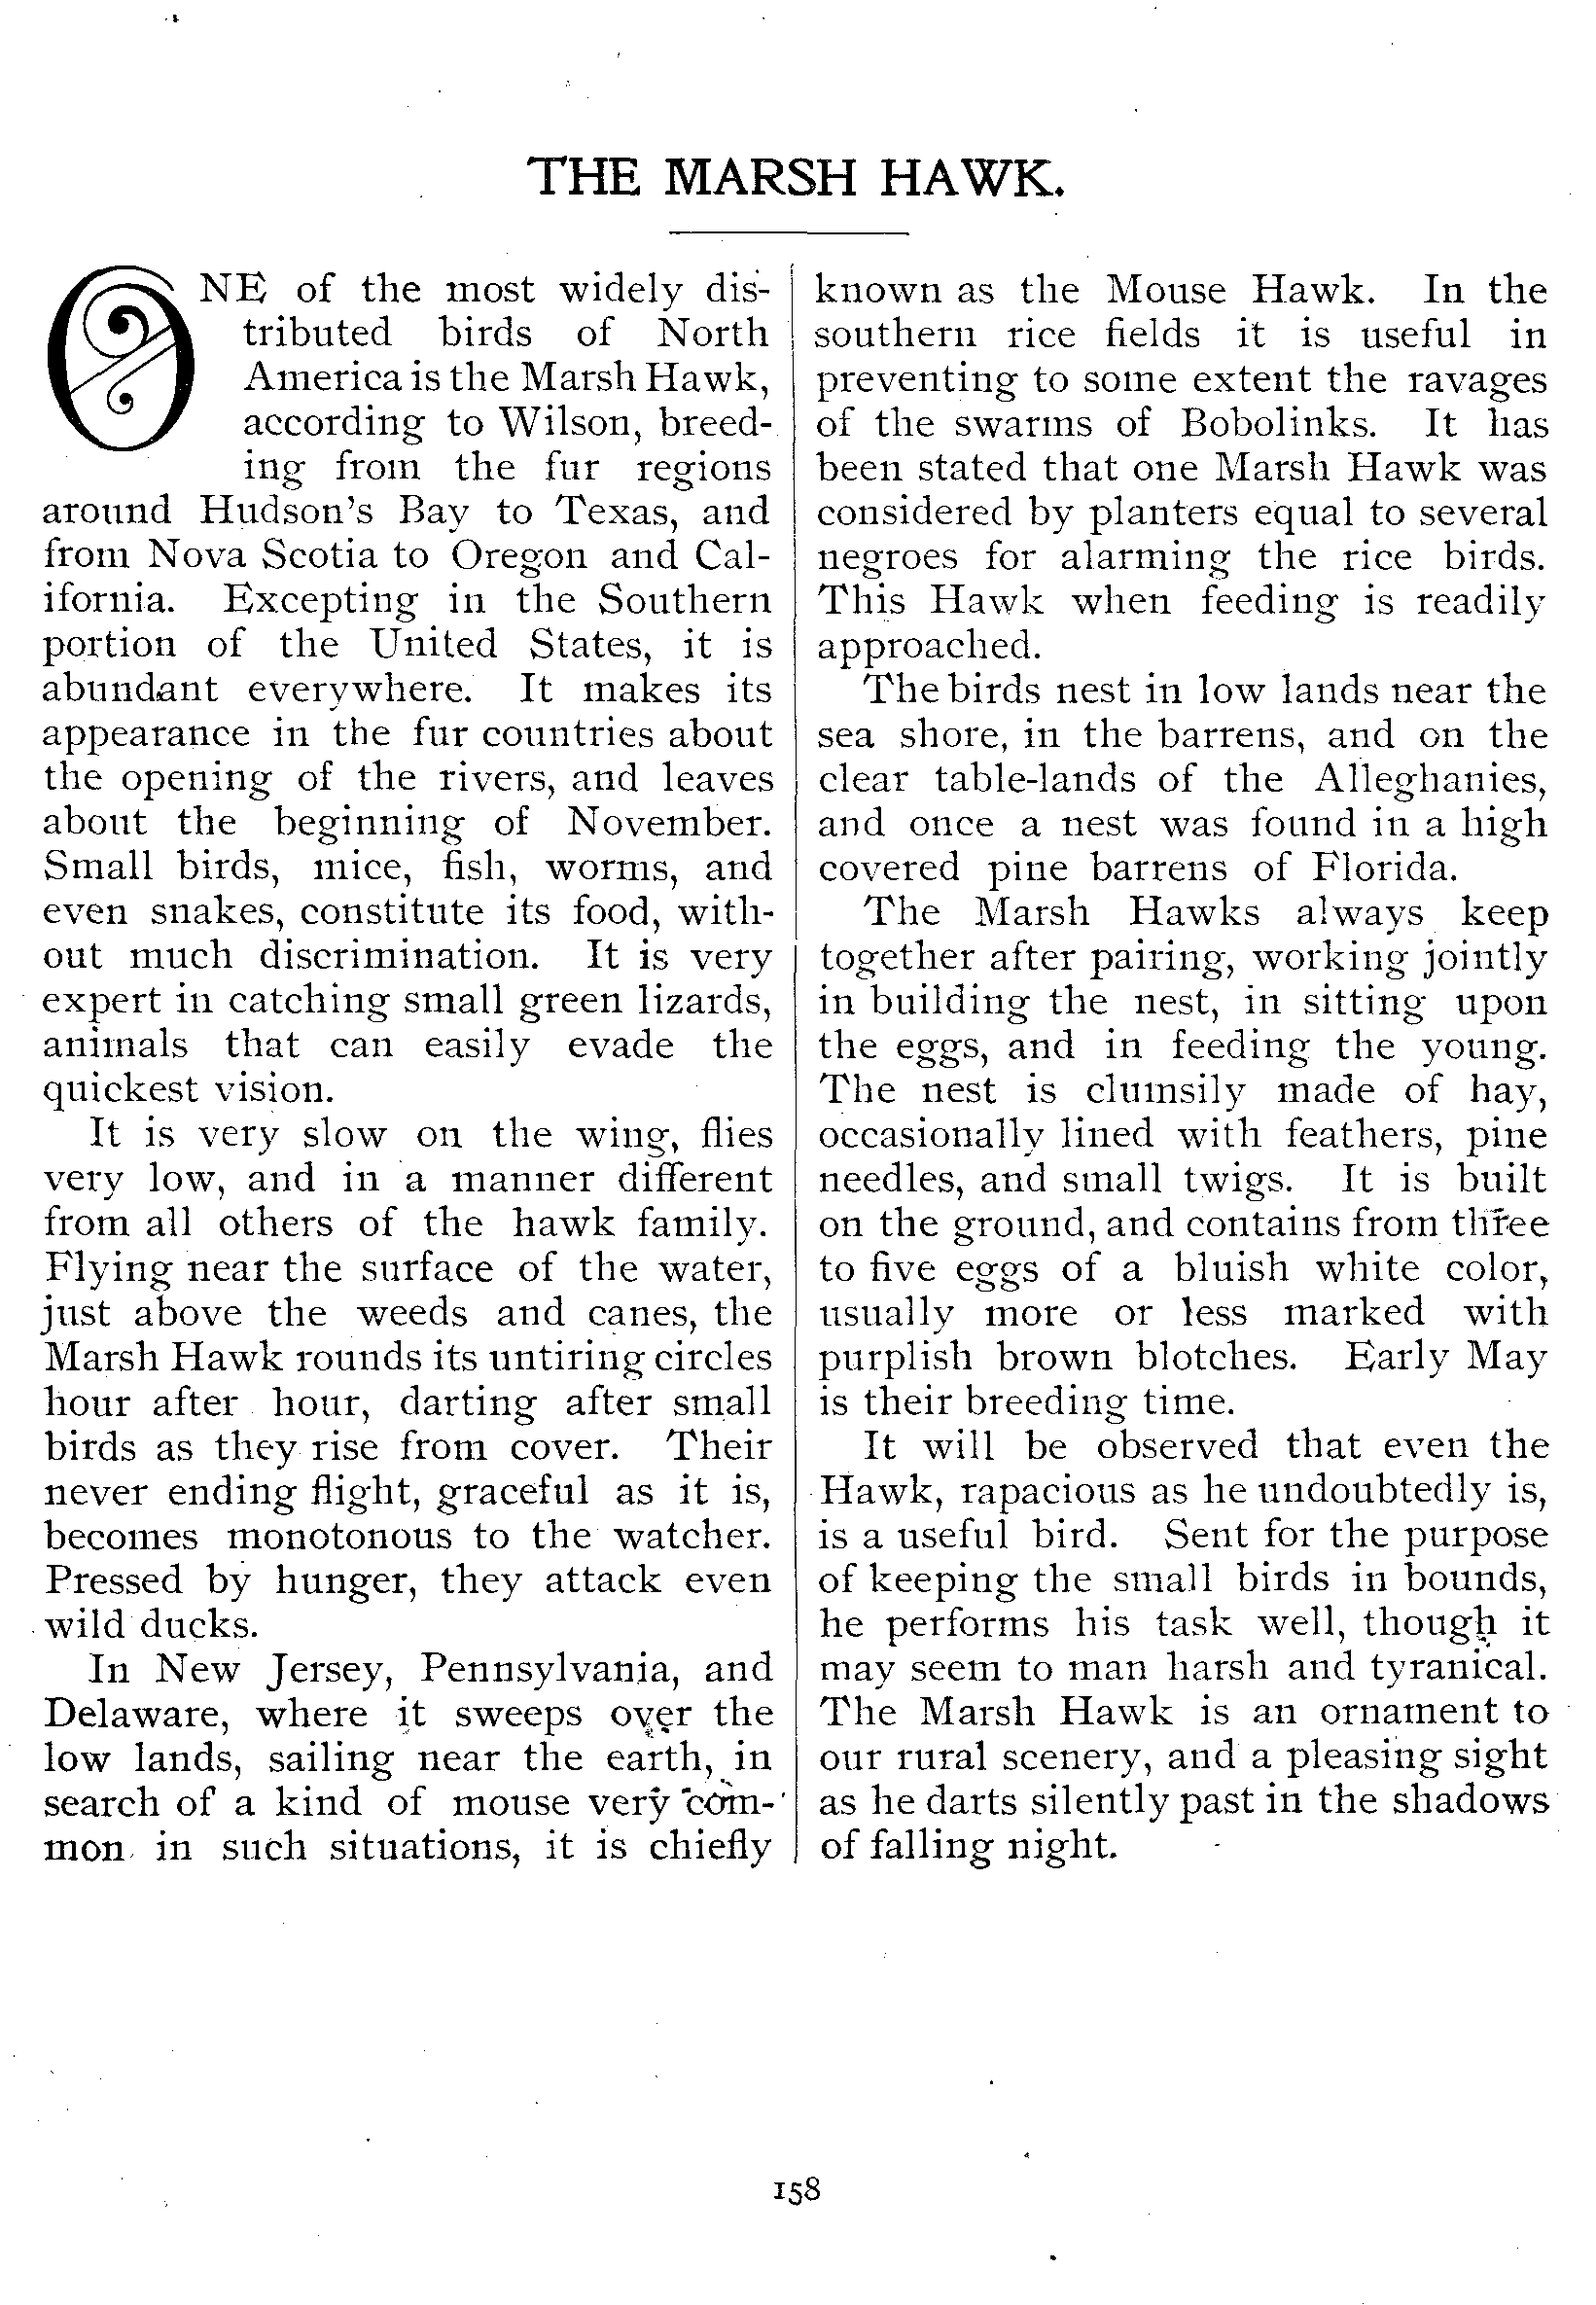 THE MARSH HAWK.
ONE of the most widely dis-
tributed birds of North
America is the Marsh Hawk,
according to Wilson, breed-
ing from the fur regions
around Hudson's Bay to Texas, and
from Nova Scotia to Oregon and Cal-
ifornia. Excepting in the Southern
portion of the United States, it is
abundant everywhere. It makes its
appearance in the fur countries about
the opening of the rivers, and leaves
about the beginning of November.
Small birds, mice, fish, worms, and
even snakes, constitute its food, with-
out much discrimination. It is very
expert in catching small green lizards,
animals that can easily evade the
quickest vision.
It is very slow on the wing, flies
very low, and in a manner different
from all others of the hawk family.
Flying near the surface of the water,
just above the weeds and canes, the
Marsh Hawk rounds its untiring circles
hour after hour, darting after small
birds as they rise from cover. Their
never ending flight, graceful as it is,
becomes monotonous to the watcher.
Pressed by hunger, they attack even
wild ducks.
In New Jersey, Pennsylvania, and
Delaware, where it sweeps over the
low lands, sailing near the earth, in
search of a kind of mouse very com-
mon in such situations, it is chiefly
known as the Mouse Hawk. In the
southern rice fields it is useful in
preventing to some extent the ravages
of the swarms of Bobolinks. It has
been stated that one Marsh Hawk was
considered by planters equal to several
negroes for alarming the rice birds.
This Hawk when feeding is readily
approached.
The birds nest in low lands near the
sea shore, in the barrens, and on the
clear table-lands of the Alleghanies,
and once a nest was found in a high
covered pine barrens of Florida.
The Marsh Hawks always keep
together after pairing, working jointly
in building the nest, in sitting upon
the eggs, and in feeding the young.
The nest is clumsily made of hay,
occasionally lined with feathers, pine
needles, and small twigs. It is built
on the ground, and contains from three
to five eggs of a bluish white color,
usually more or less marked with
purplish brown blotches. Early May
is their breeding time.
It will be observed that even the
Hawk, rapacious as he undoubtedly is,
is a useful bird. Sent for the purpose
of keeping the small birds in bounds,
he performs his task well, though it
may seem to man harsh and tyranical.
The Marsh Hawk is an ornament to
our rural scenery, and a pleasing sight
as he darts silently past in the shadows
of falling night.
158